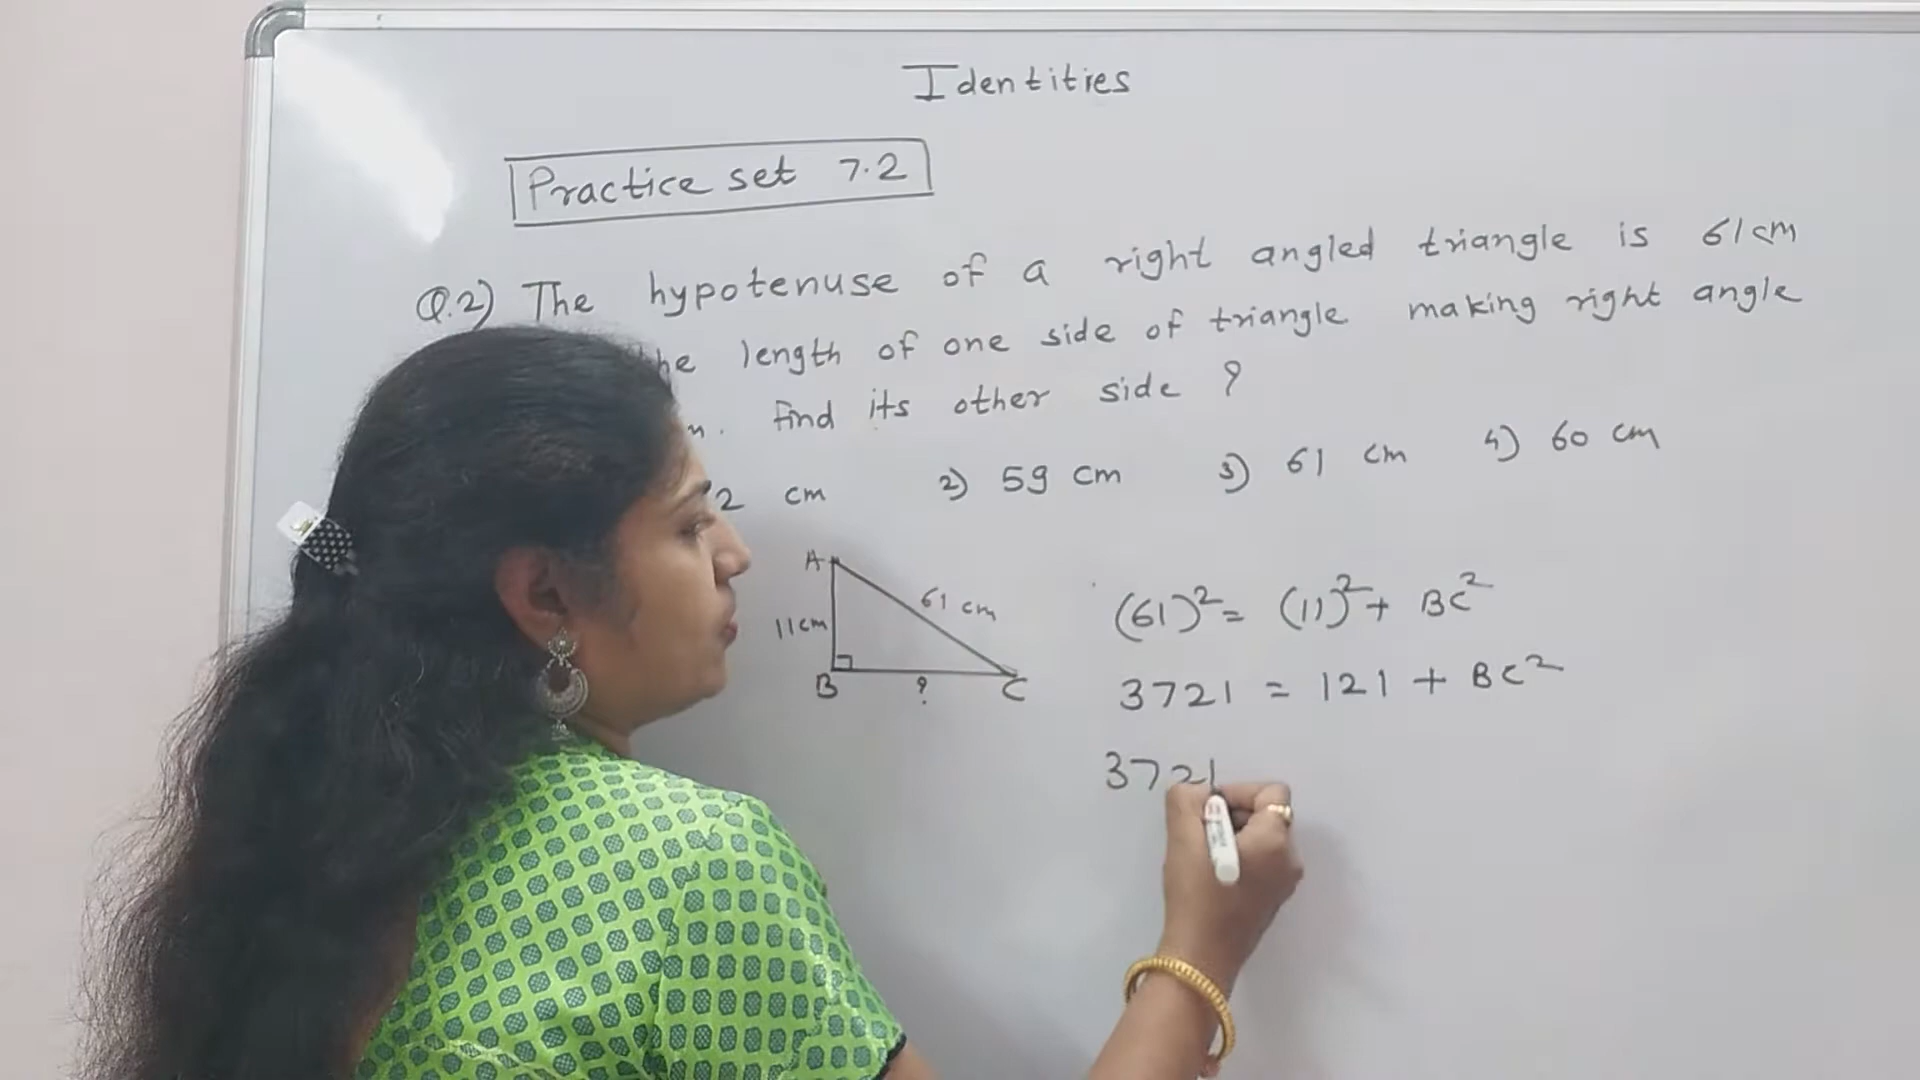 Identities
Practice set 7.2
Q.2) The hypotenuse of a right angled triangle is 61cm
length of one side of triangle making right angle
find its other side ?
cm 2) 59 cm 3) 61 cm 4) 60 cm
A
61 cm
11cm
B ? C
(61)² = (11)² + BC²
3721 = 121 + BC²
3721